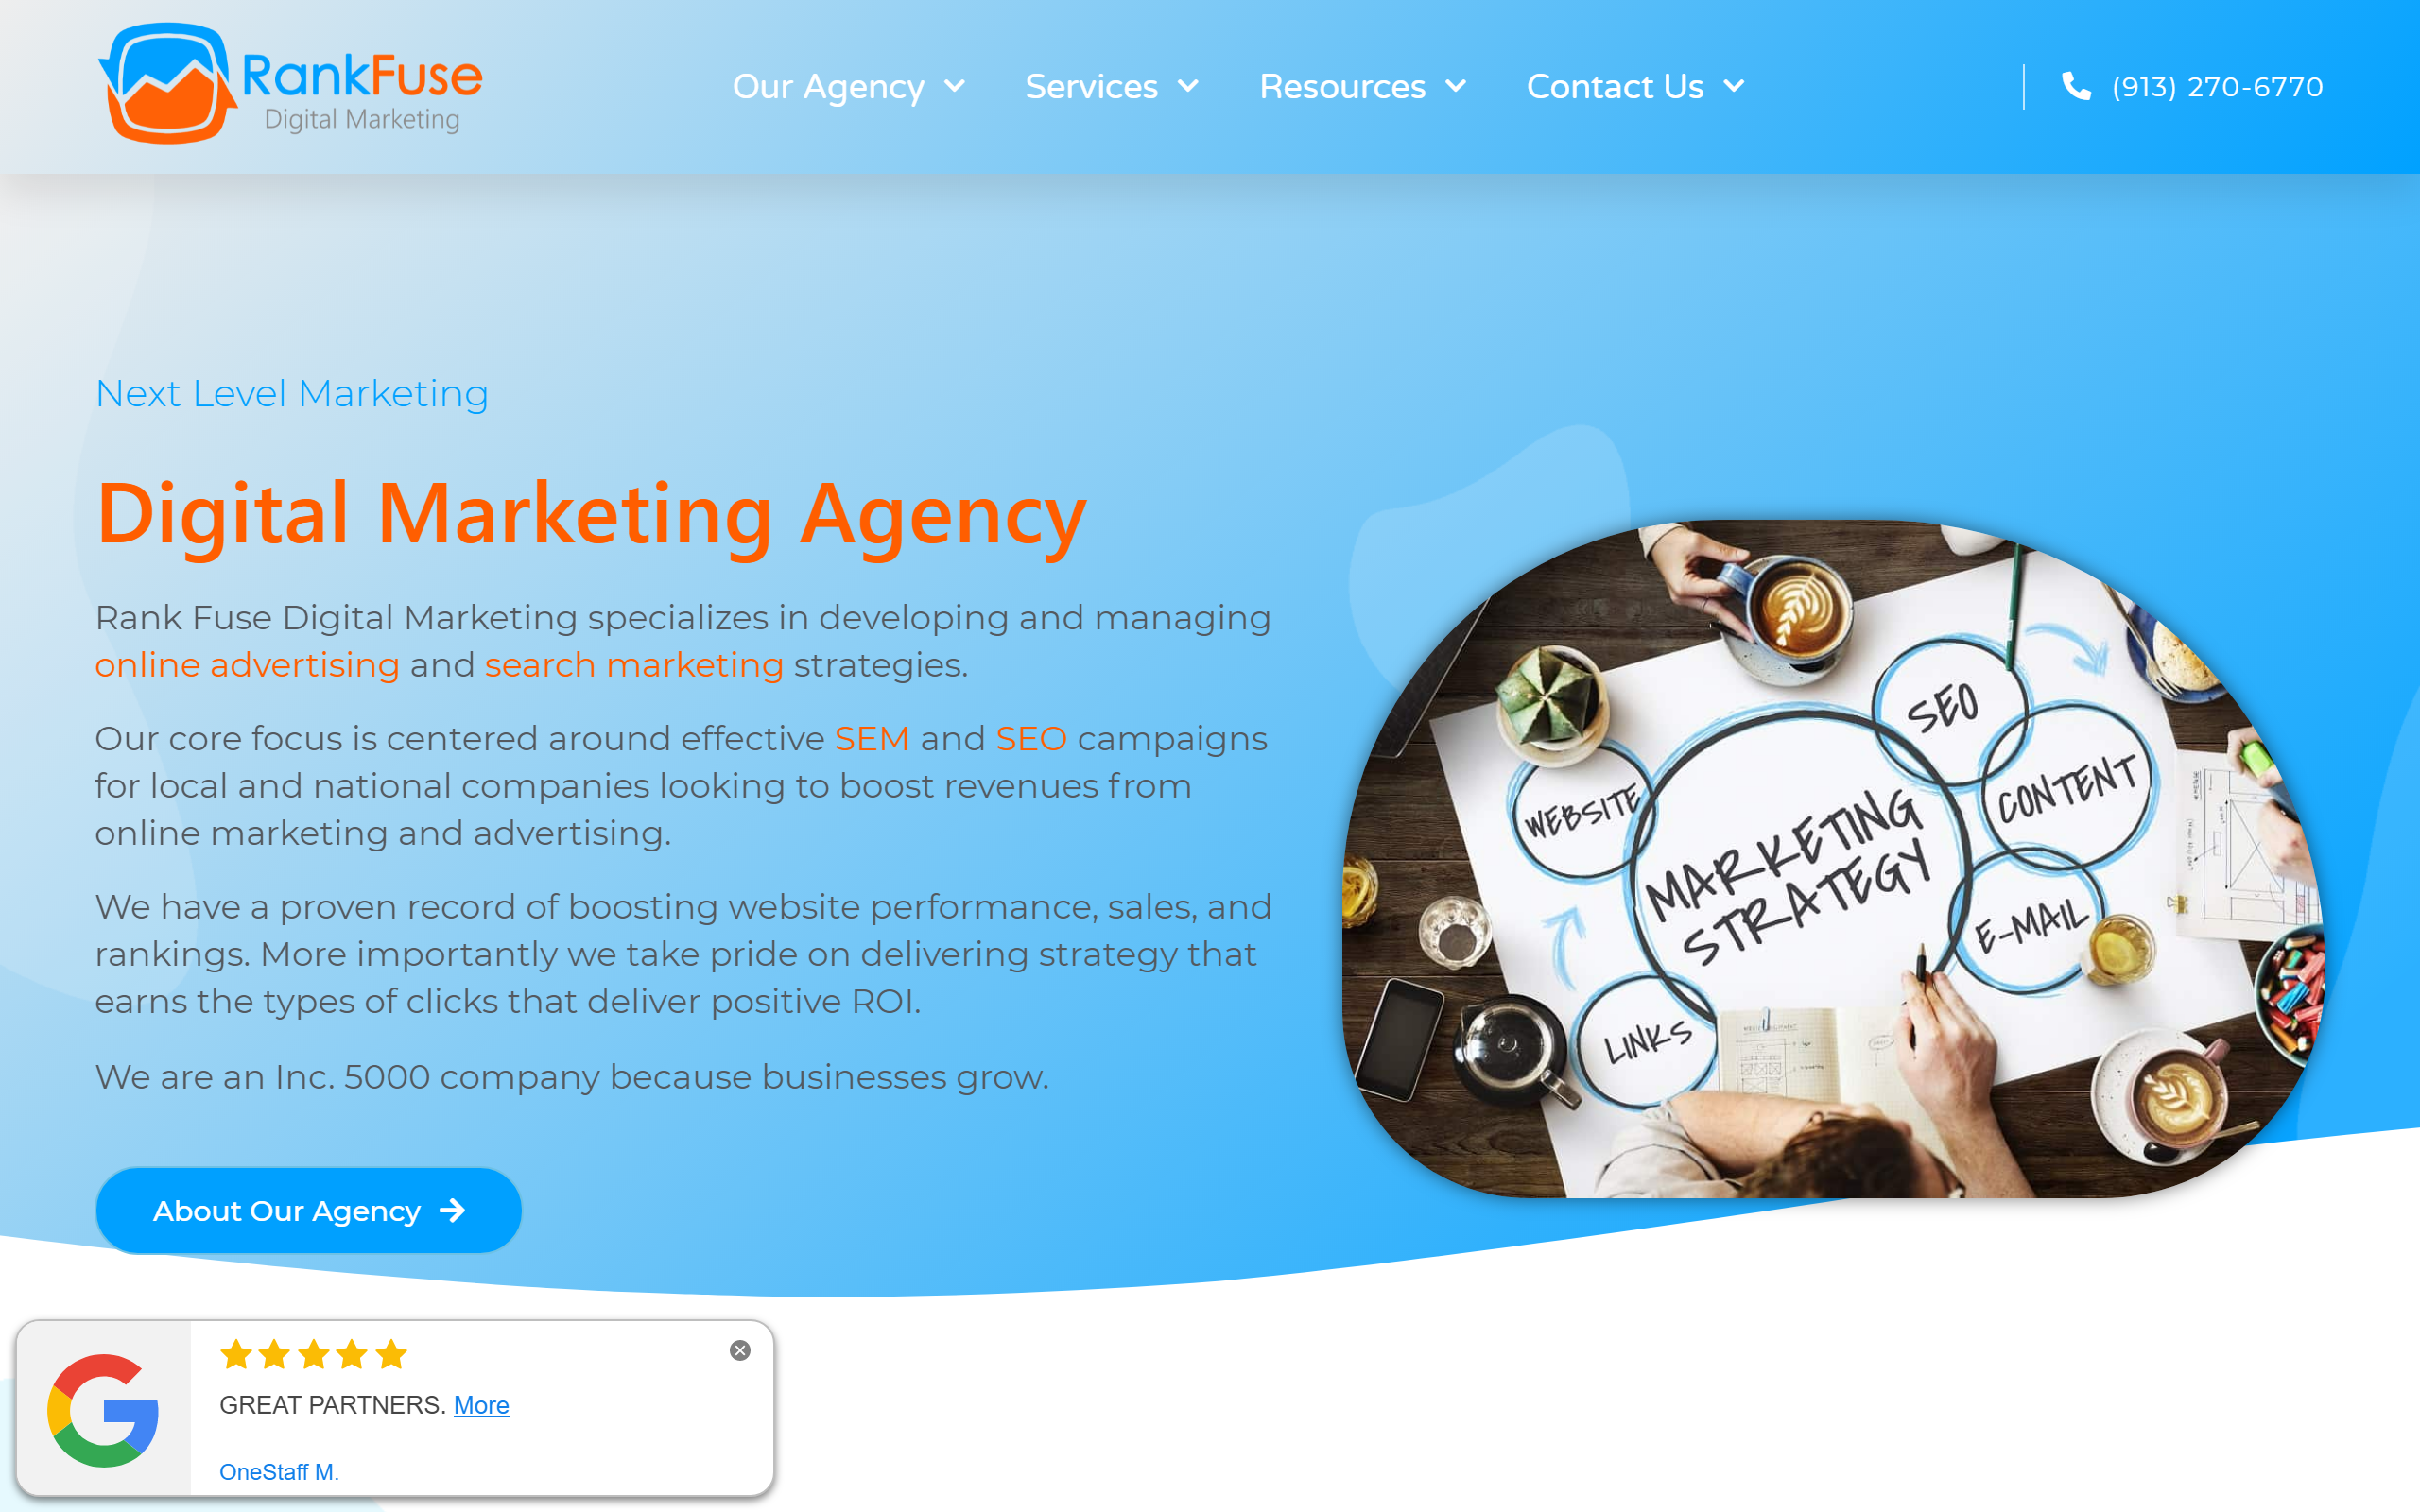 RankFuse
Digital Marketing
Our Agency
Services
Resources
Contact Us
(913) 270-6770
Next Level Marketing
Digital Marketing Agency
Rank Fuse Digital Marketing specializes in developing and managing
online advertising and search marketing strategies.
Our core focus is centered around effective SEM and SEO campaigns
for local and national companies looking to boost revenues from
online marketing and advertising.
We have a proven record of boosting website performance, sales, and
rankings. More importantly we take pride on delivering strategy that
earns the types of clicks that deliver positive ROI.
We are an Inc. 5000 company because businesses grow.
About Our Agency
SEO
CONTENT
WEBSITE
MARKETING
STRATEGY
E-MAIL
LINKS
GREAT PARTNERS. More
OneStaff M.